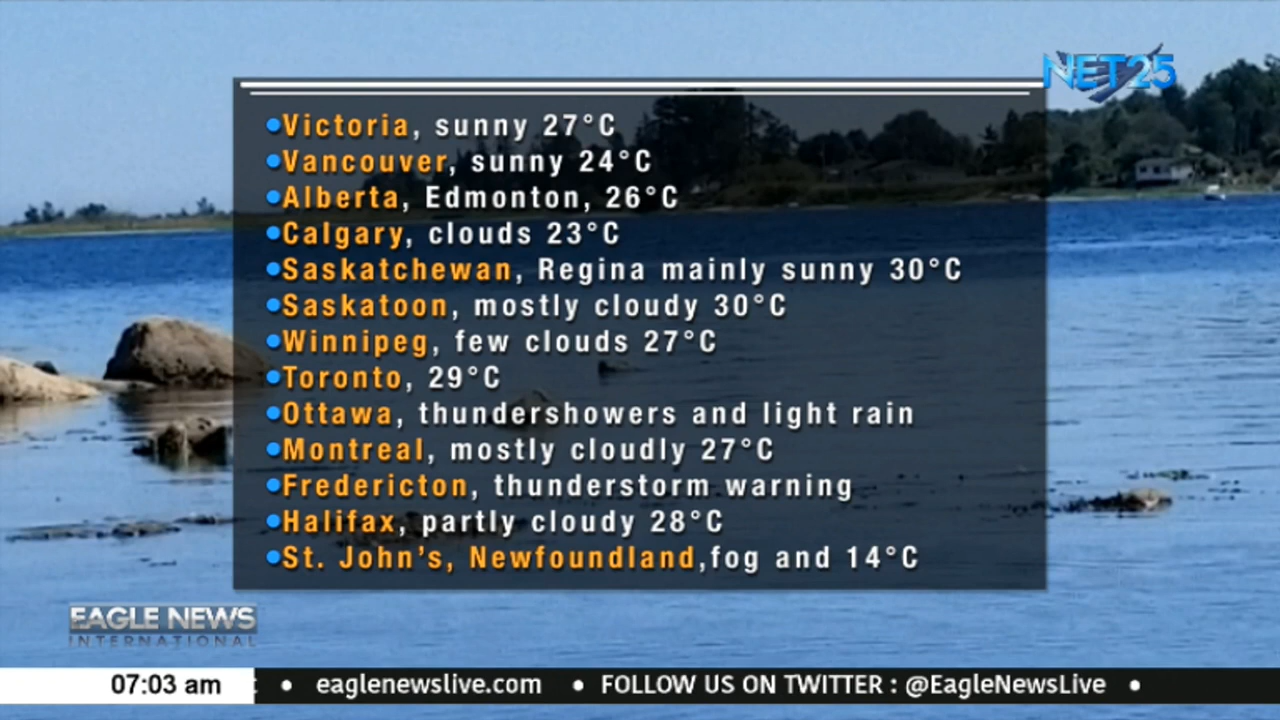 NET25
•Victoria, sunny 27°C
•Vancouver, sunny 24°C
•Alberta, Edmonton, 26°C
•Calgary, clouds 23°C
•Saskatchewan, Regina mainly sunny 30°C
•Saskatoon, mostly cloudy 30°C
•Winnipeg, few clouds 27°C
•Toronto, 29°C
•Ottawa, thundershowers and light rain
•Montreal, mostly cloudly 27°C
•Fredericton, thunderstorm warning
•Halifax, partly cloudy 28°C
•St. John’s, Newfoundland,fog and 14°C
EAGLE NEWS
INTERNATIONAL
07:03 am • eaglenewslive.com • FOLLOW US ON TWITTER : @EagleNewsLive •